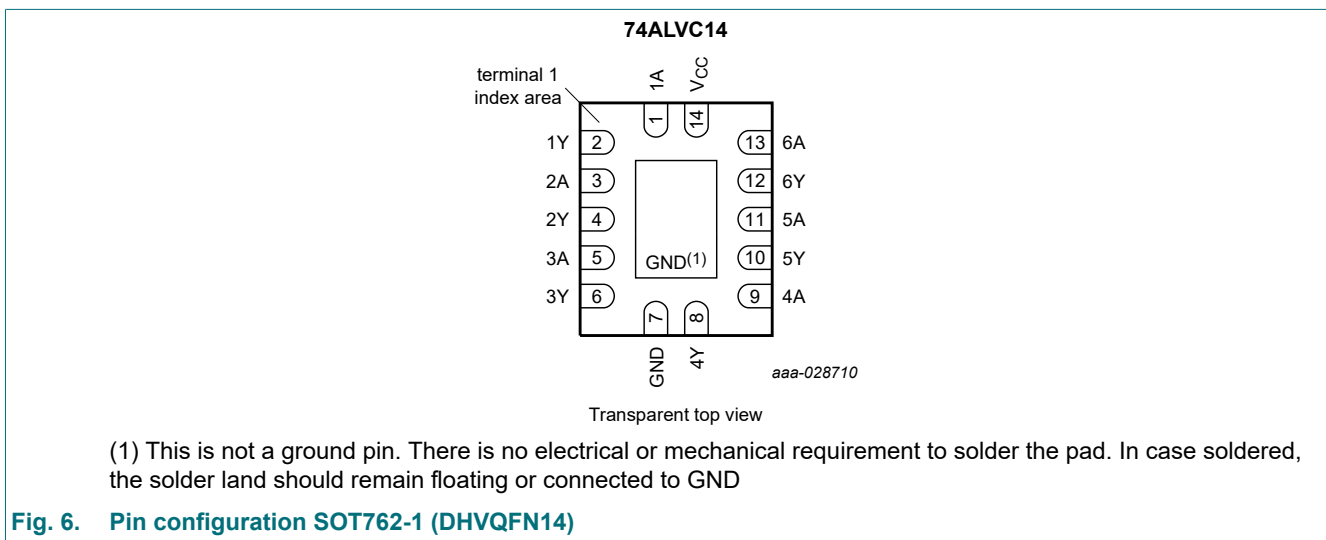 74ALVC14
terminal 1
index area
1A
VCC
1
14
1Y 2
13 6A
2A 3
12 6Y
2Y 4
11 5A
3A 5
GND(1)
10 5Y
3Y 6
9 4A
7
8
GND
4Y
aaa-028710
Transparent top view
(1) This is not a ground pin. There is no electrical or mechanical requirement to solder the pad. In case soldered,
the solder land should remain floating or connected to GND
Fig. 6. Pin configuration SOT762-1 (DHVQFN14)